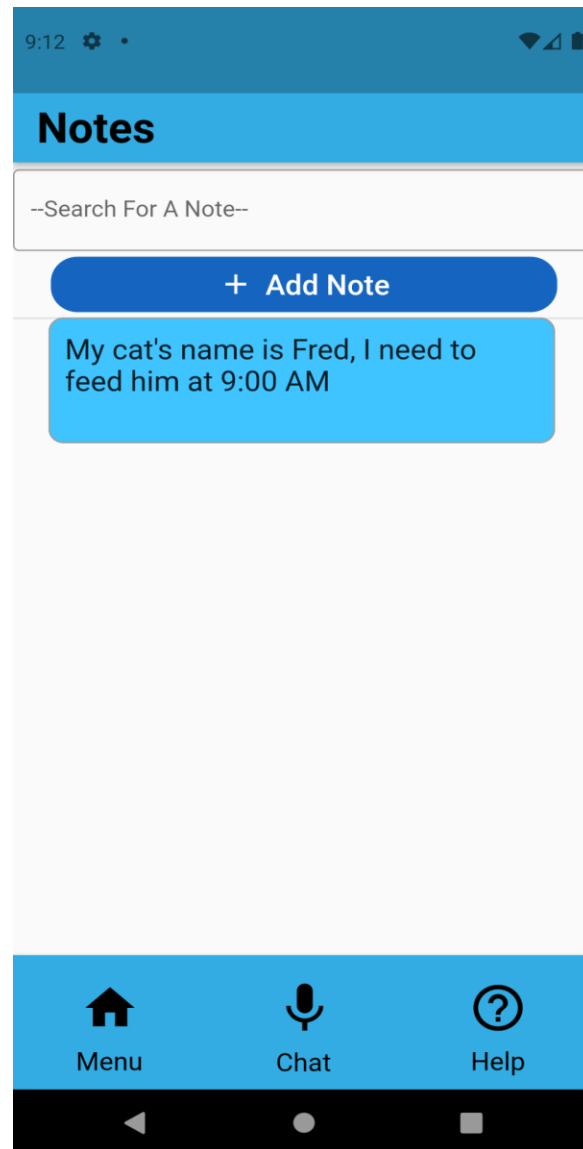 9:12
Notes
--Search For A Note--
+ Add Note
My cat's name is Fred, I need to
feed him at 9:00 AM
Menu Chat Help